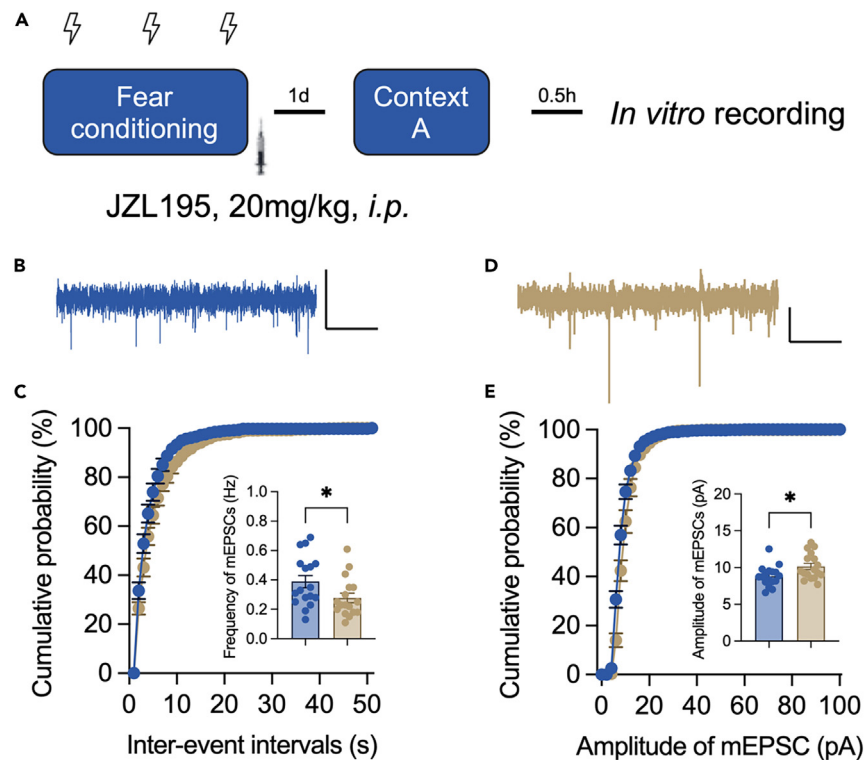 A
Fear
conditioning
1d
Context
A
0.5h
In vitro recording
JZL195, 20mg/kg, i.p.
B
D
C
Cumulative probability (%)
100
80
60
40
20
0
0 10 20 30 40 50
Inter-event intervals (s)
Frequency of mEPSCs (Hz)
1.0
0.8
0.6
0.4
0.2
0.0
*
E
Cumulative probability (%)
100
80
60
40
20
0
0 20 40 60 80 100
Amplitude of mEPSC (pA)
Amplitude of mEPSCs (pA)
20
15
10
5
0
*